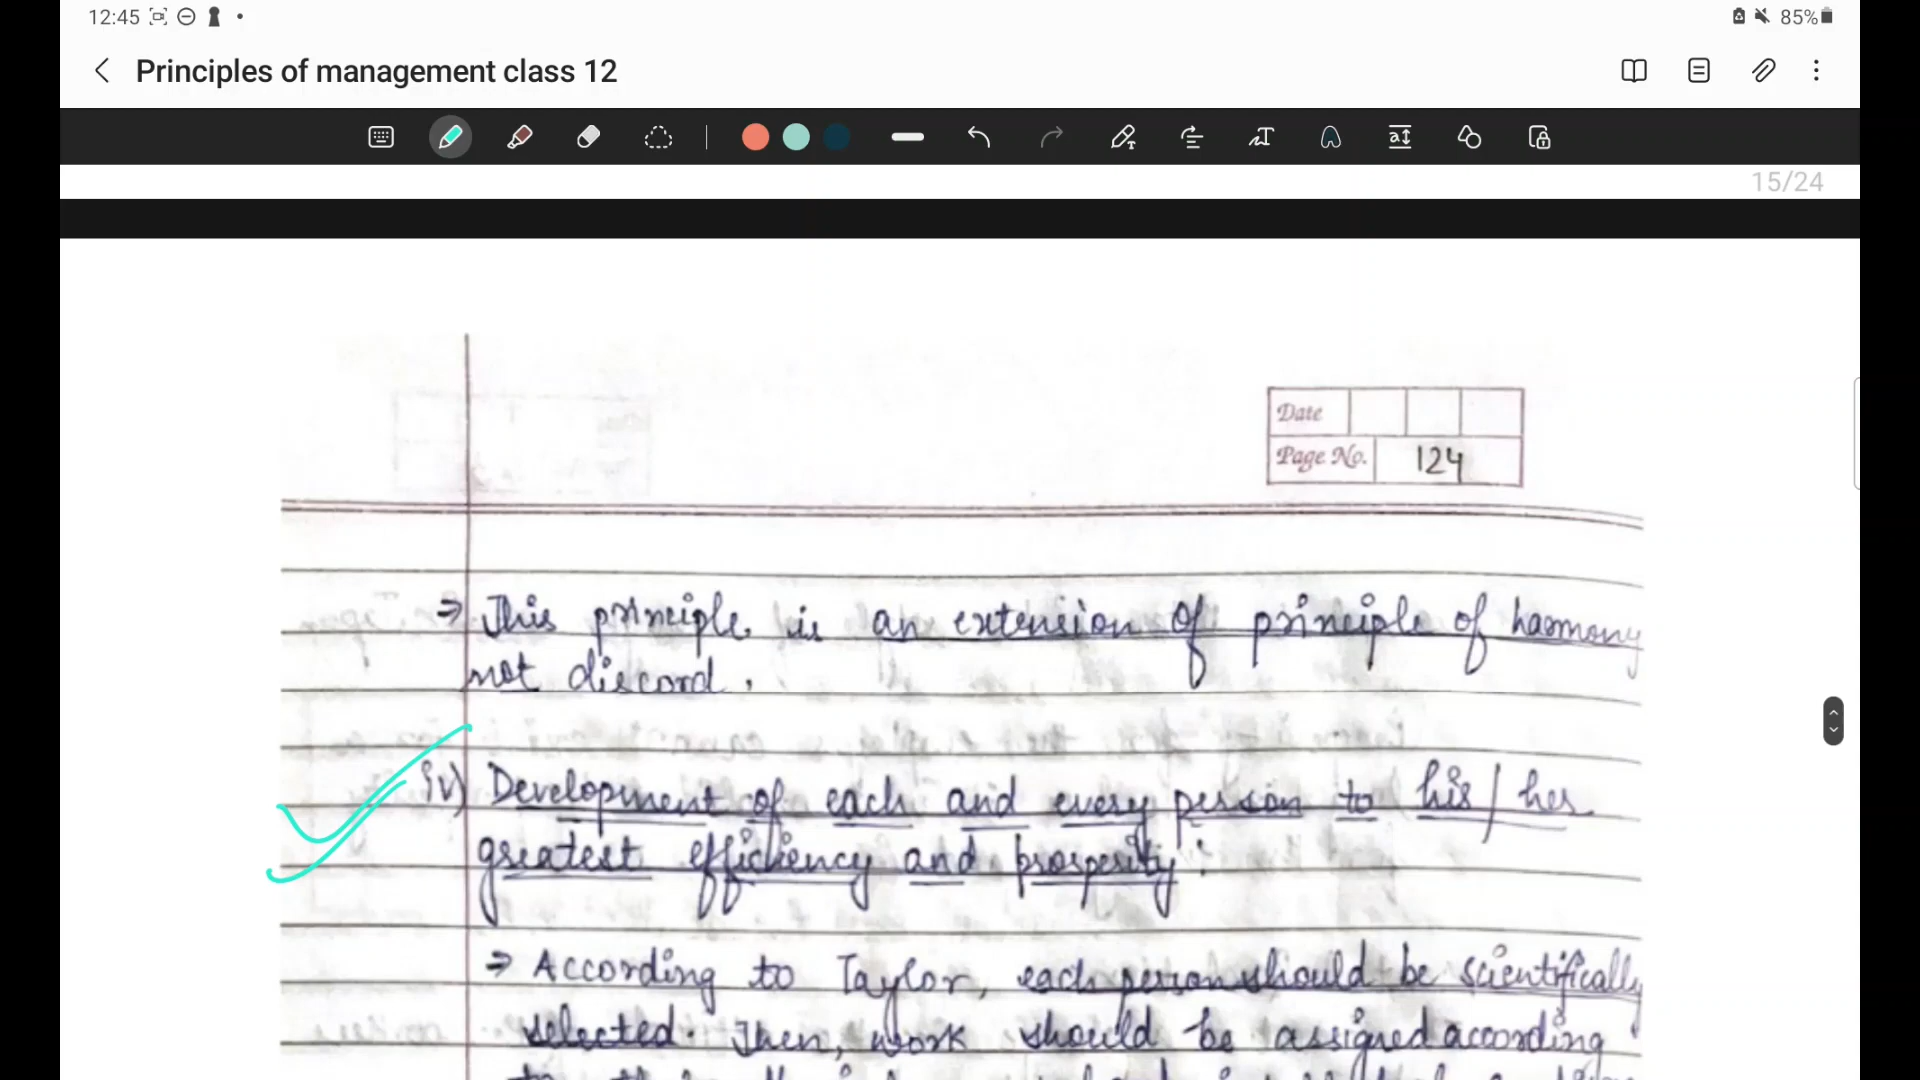 12:45
85%
Principles of management class 12
15/24
Date
Page No. 124
⇒ This principle is an extension of principle of harmony
not discord.
iv) Development of each and every person to his/her
greatest efficiency and prosperity:
⇒ According to Taylor, each person should be scientifically
selected. Then, work should be assigned according